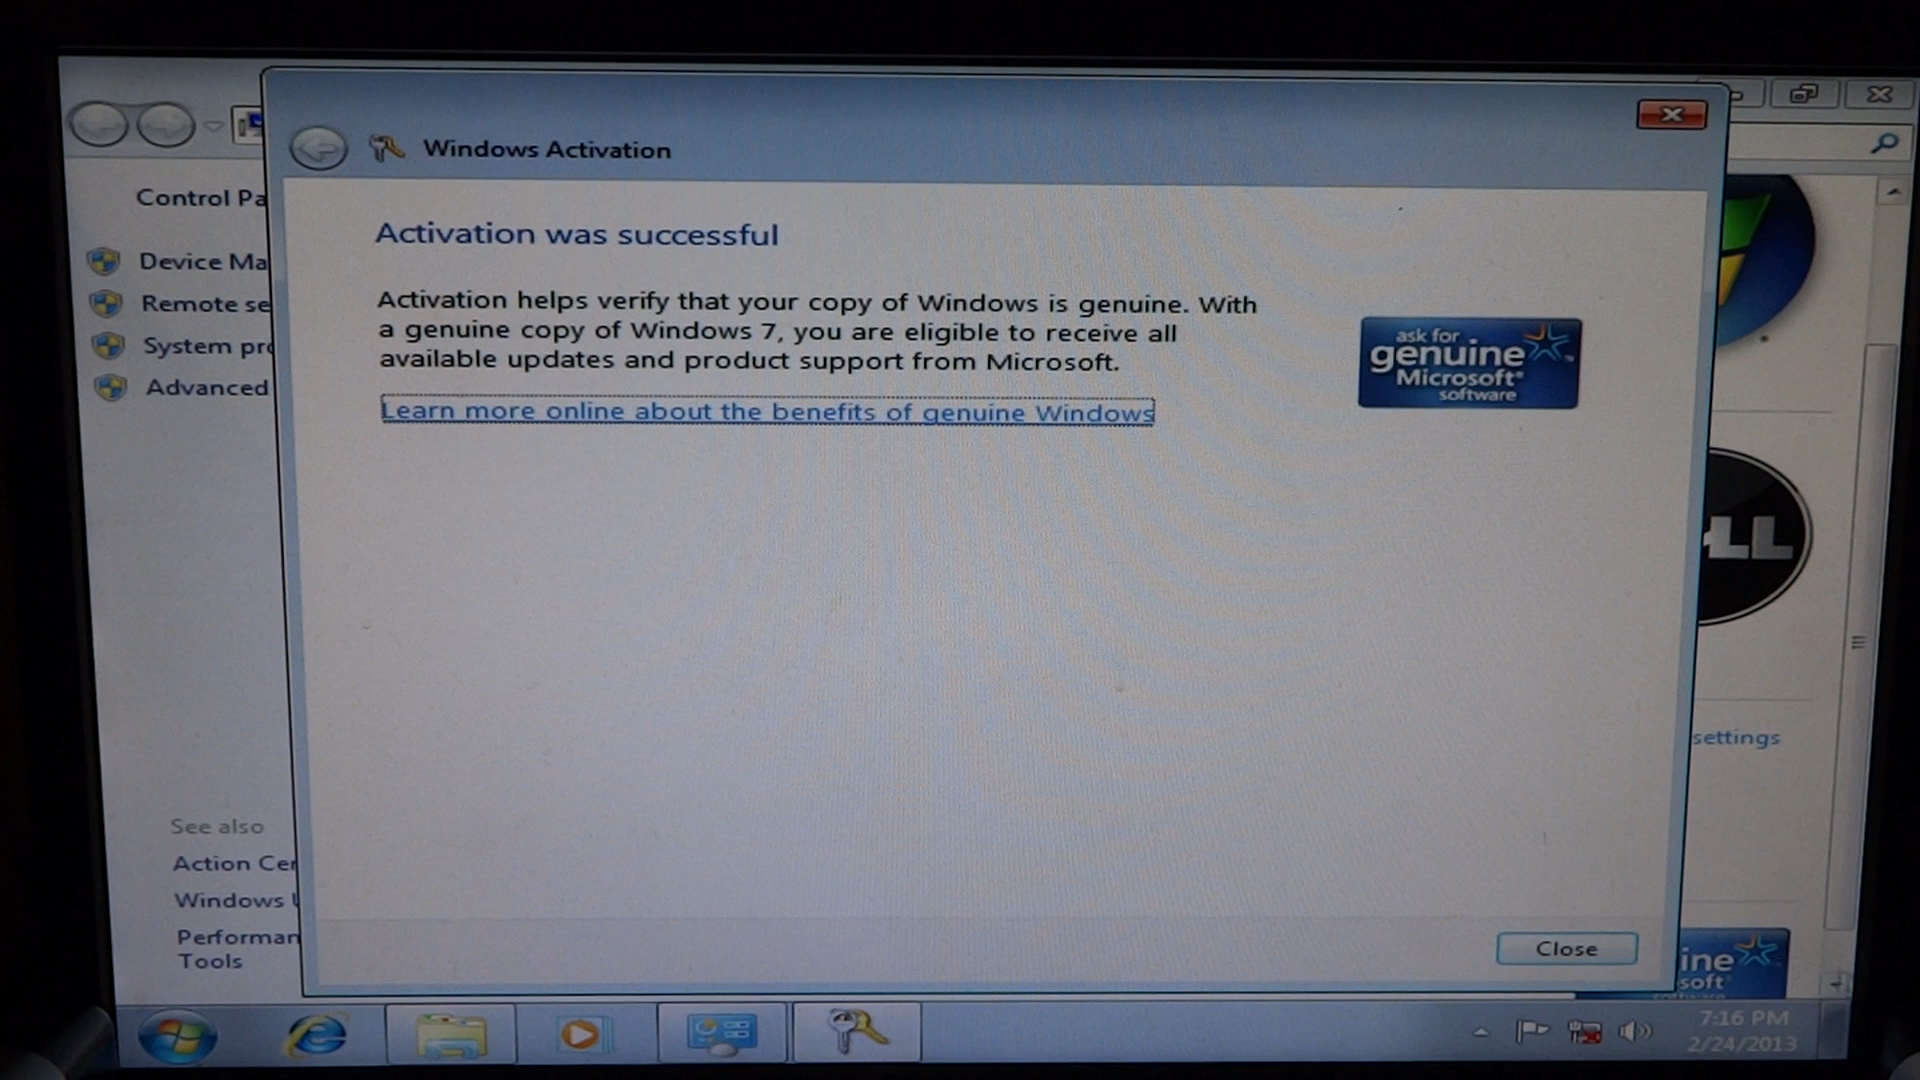 Windows Activation
Control Pa
Device Ma
Remote se
System pro
Advanced
Activation was successful
Activation helps verify that your copy of Windows is genuine. With
a genuine copy of Windows 7, you are eligible to receive all
available updates and product support from Microsoft.
Learn more online about the benefits of genuine Windows
ask for
genuine
Microsoft®
software
LL
settings
See also
Action Cen
Windows U
Performan
Tools
Close
ine
soft
7:16 PM
2/24/2013